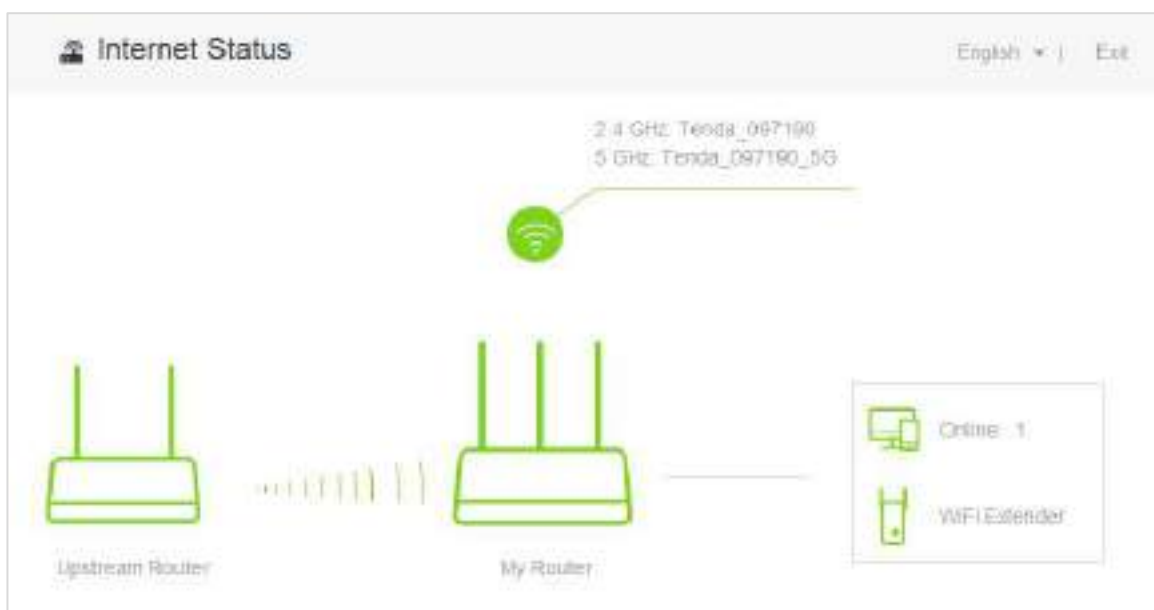 Internet Status
English | Exit
2.4 GHz: Tenda_097190
5 GHz: Tenda_097190_5G
Online: 1
WiFi Extender
Upstream Router
My Router